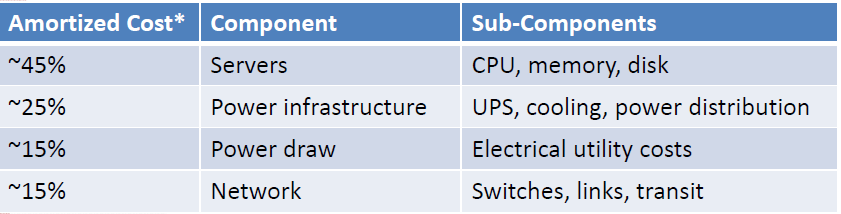 Amortized Cost* Component Sub-Components
~45% Servers CPU, memory, disk
~25% Power infrastructure UPS, cooling, power distribution
~15% Power draw Electrical utility costs
~15% Network Switches, links, transit